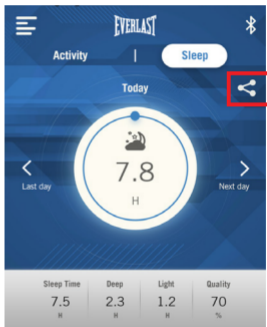 EVERLAST
Activity | Sleep
Today
7.8
H
Last day Next day
Sleep Time Deep Light Quality
7.5 2.3 1.2 70
H H H %